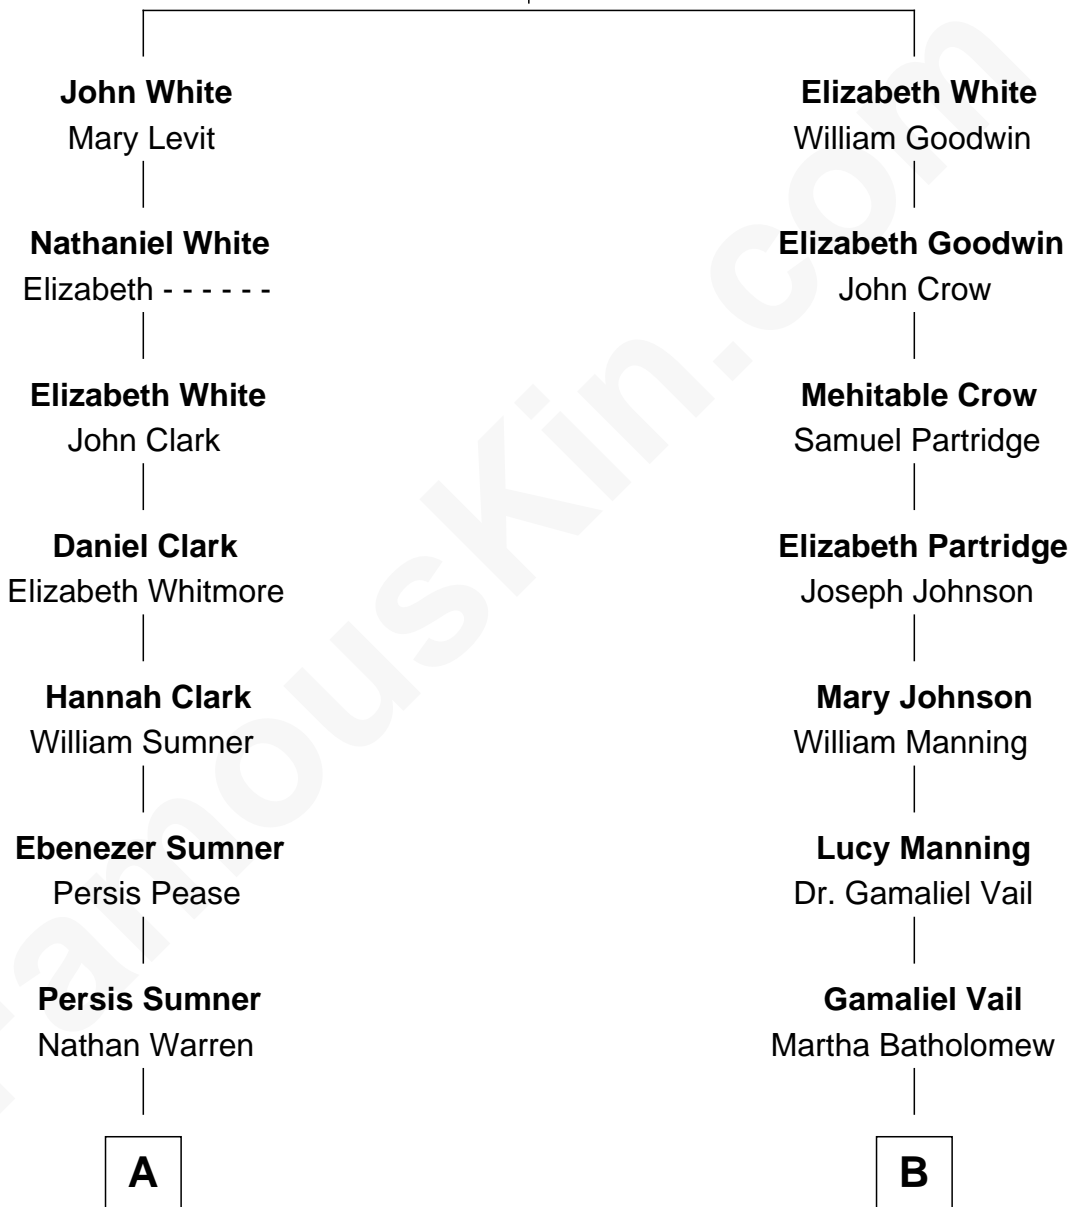 John White
Mary Levit
Nathaniel White
Elizabeth - - - - - -
Elizabeth White
John Clark
Daniel Clark
Elizabeth Whitmore
Hannah Clark
William Sumner
Ebenezer Sumner
Persis Pease
Persis Sumner
Nathan Warren
A
Elizabeth White
William Goodwin
Elizabeth Goodwin
John Crow
Mehitable Crow
Samuel Partridge
Elizabeth Partridge
Joseph Johnson
Mary Johnson
William Manning
Lucy Manning
Dr. Gamaliel Vail
Gamaliel Vail
Martha Batholomew
B
FamousKin.com